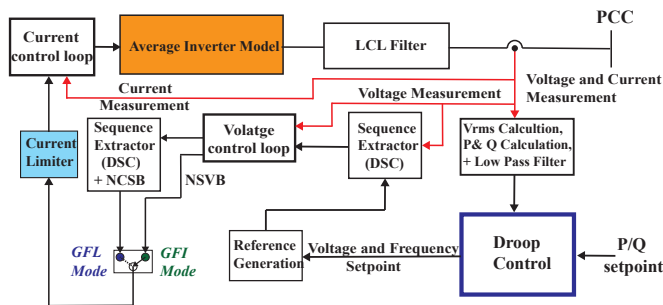 Current
control loop
Average Inverter Model
LCL Filter
PCC
Current
Measurement
Voltage Measurement
Voltage and Current
Measurement
Current
Limiter
Sequence
Extractor
(DSC)
+ NCSB
NSVB
Volatge
control loop
Sequence
Extractor
(DSC)
Vrms Calcultion,
P& Q Calculation,
+ Low Pass Filter
GFL
Mode
GFI
Mode
Reference
Generation
Voltage and Frequency
Setpoint
Droop
Control
P/Q
setpoint